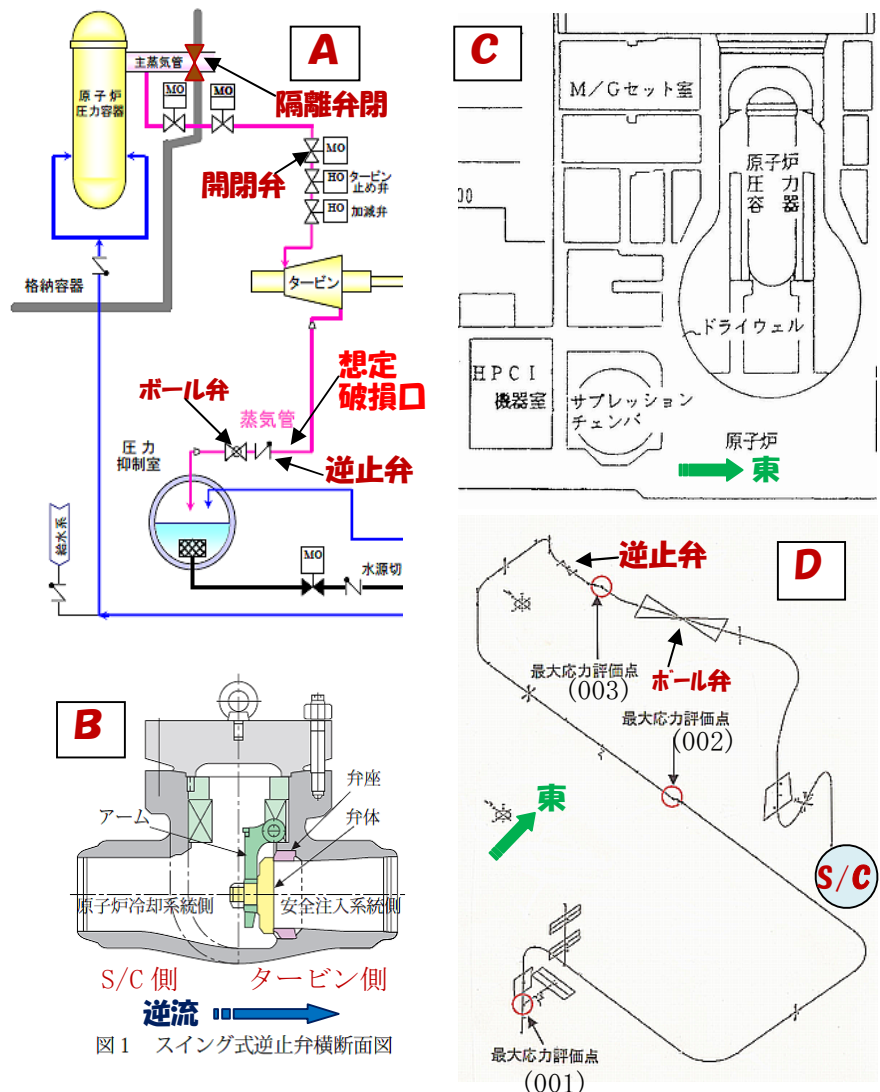 A
主蒸気管
原子炉
圧力容器
MO
MO
隔離弁閉
MO
開閉弁
HO
タービン
止め弁
HO
加減弁
格納容器
タービン
想定
破損口
ボール弁
蒸気管
圧力
抑制室
逆止弁
給水系
MO
水源切
B
弁座
アーム
弁体
原子炉冷却系統側
安全注入系統側
S/C 側
タービン側
逆流
図1 スイング式逆止弁横断面図
C
M/Gセット室
原子炉
圧力
容器
00
ドライウェル
HPCI
機器室
サプレッション
チェンバ
原子炉
東
D
逆止弁
最大応力評価点
(003)
ボール弁
最大応力評価点
(002)
東
S/C
最大応力評価点
(001)